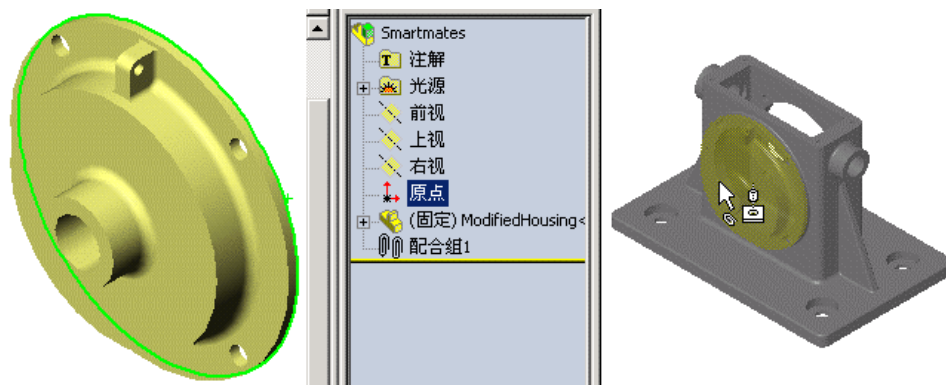 Smartmates
注解
光源
前视
上视
右视
原点
(固定) ModifiedHousing<
配合组1